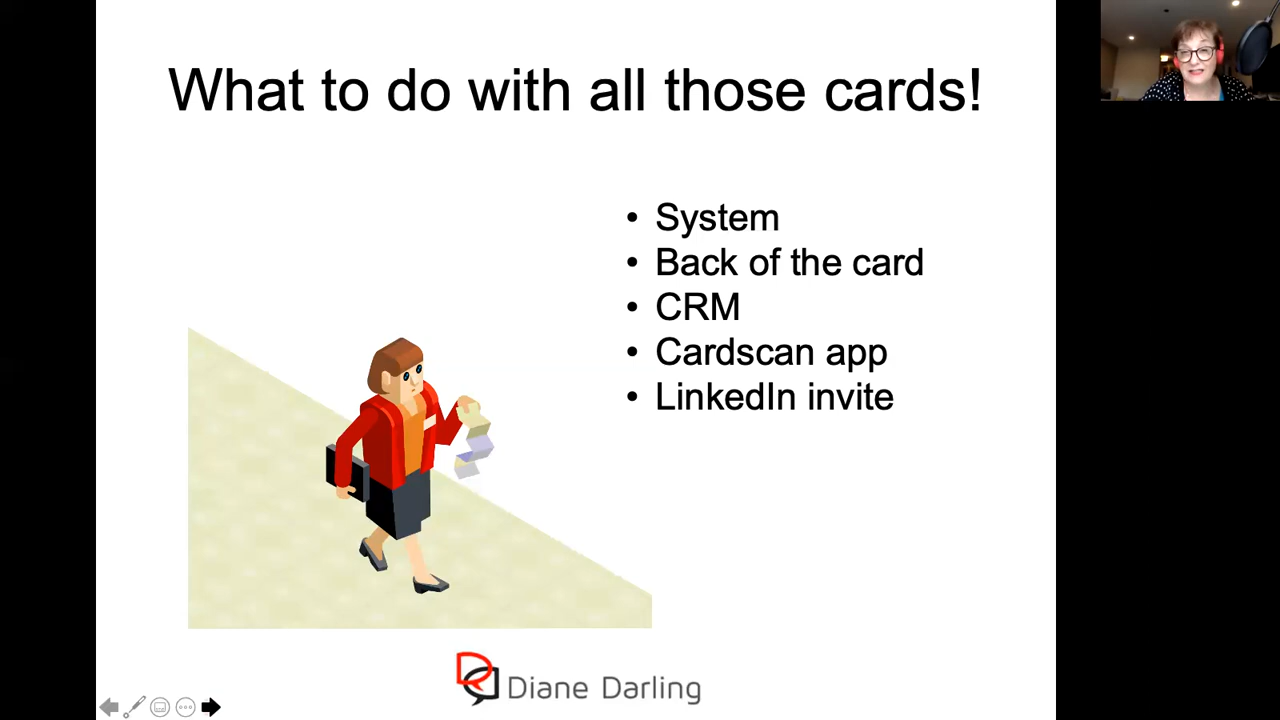 What to do with all those cards!
• System
• Back of the card
• CRM
• Cardscan app
• LinkedIn invite
Diane Darling